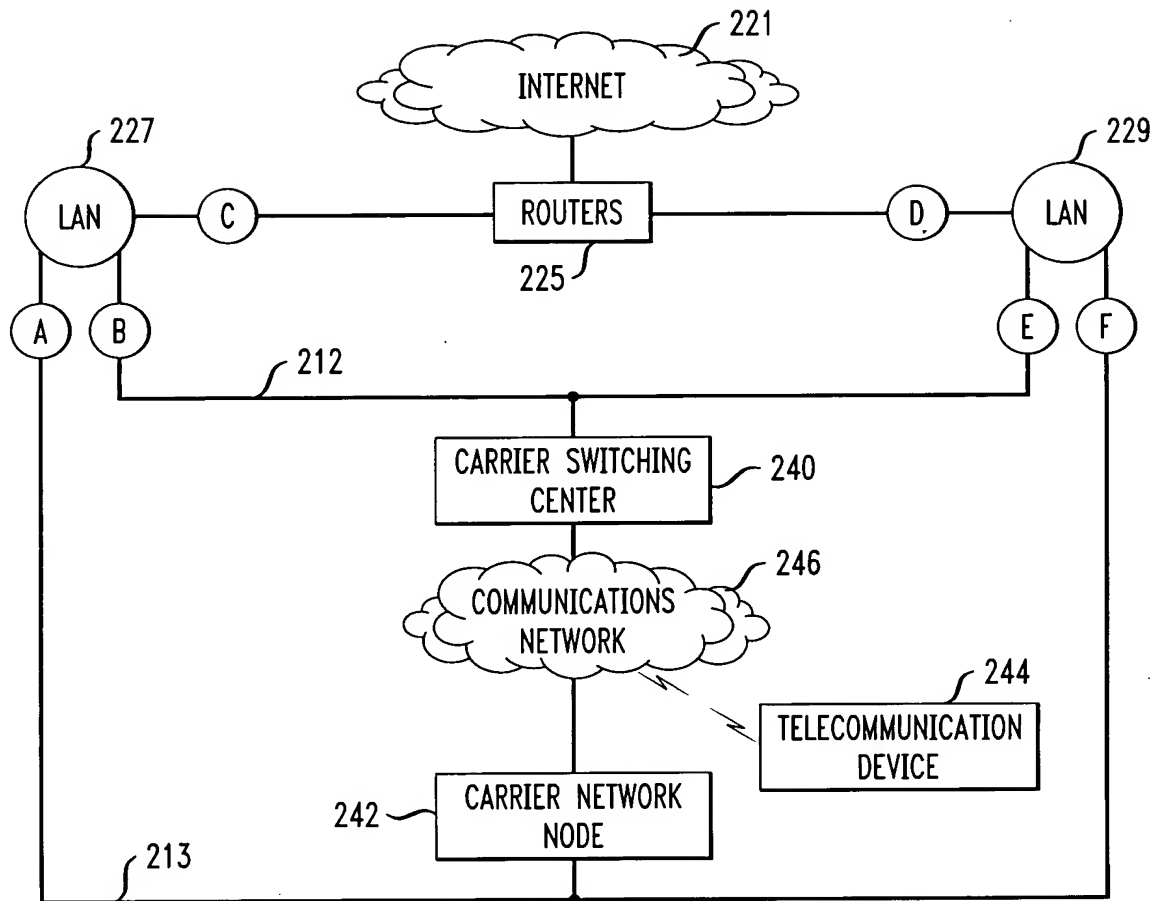 221
INTERNET
227
229
LAN
C
ROUTERS
D
LAN
225
A
B
E
F
212
CARRIER SWITCHING
CENTER
240
246
COMMUNICATIONS
NETWORK
244
TELECOMMUNICATION
DEVICE
242
CARRIER NETWORK
NODE
213